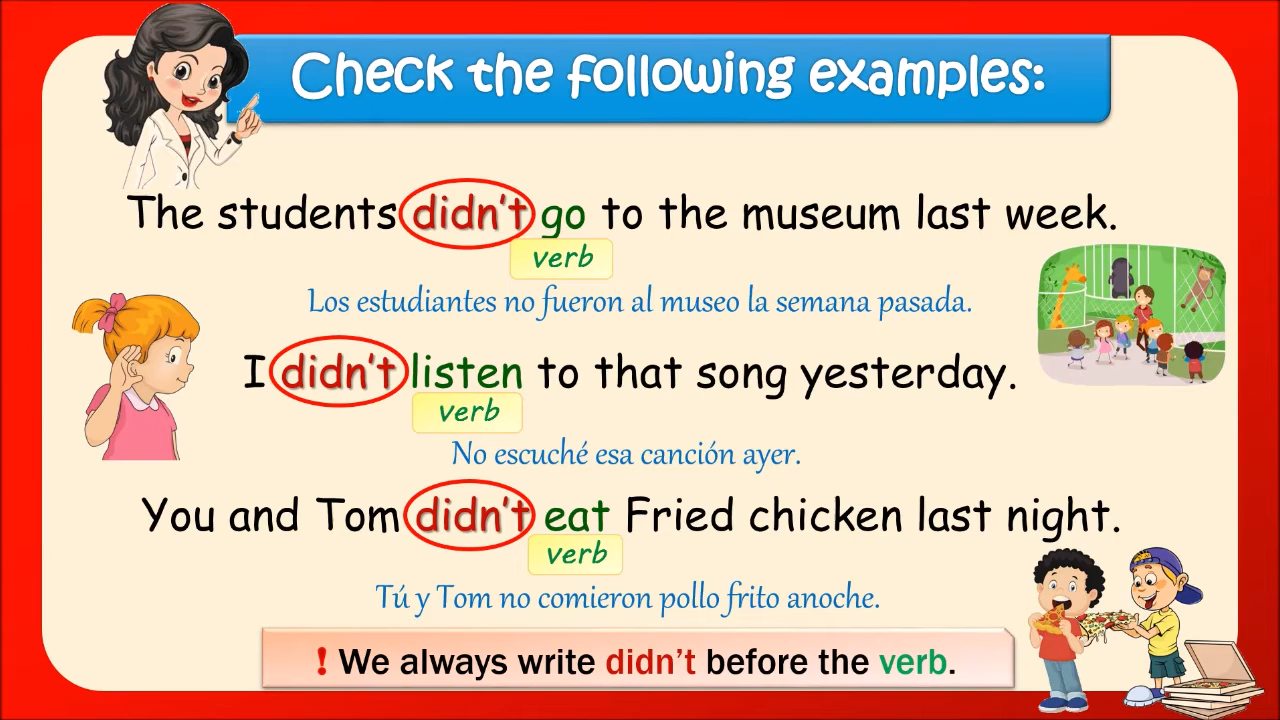 Check the following examples:
The students didn't go to the museum last week.
verb
Los estudiantes no fueron al museo la semana pasada.
I didn't listen to that song yesterday.
verb
No escuché esa canción ayer.
You and Tom didn't eat Fried chicken last night.
verb
Tú y Tom no comieron pollo frito anoche.
! We always write didn't before the verb.